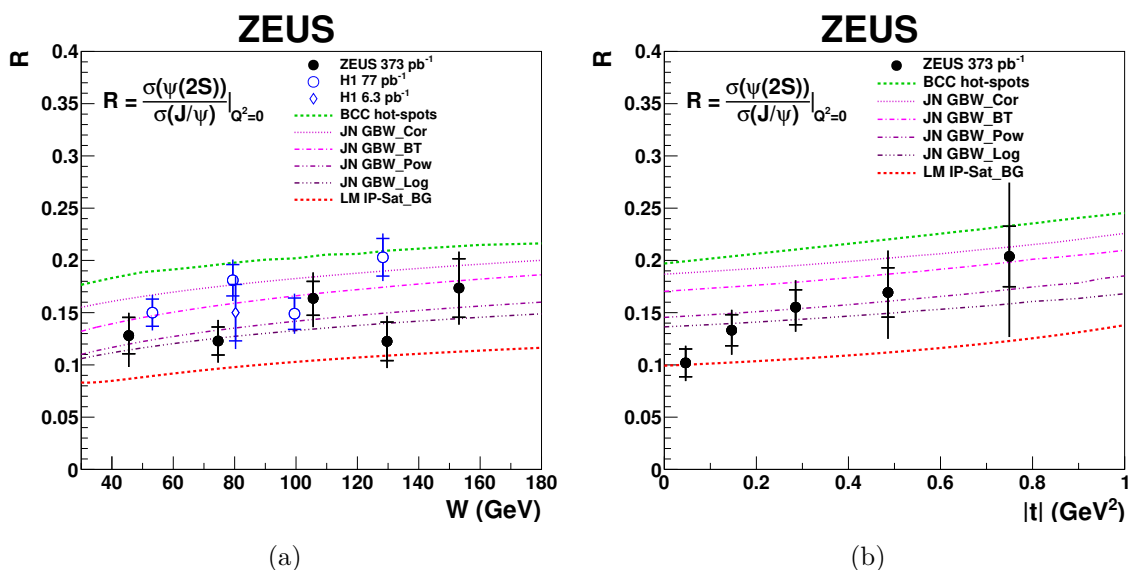 ZEUS
R
0.4
0.35
0.3
0.25
0.2
0.15
0.1
0.05
0
R = σ(ψ(2S)) / σ(J/ψ) |Q²=0
ZEUS 373 pb⁻¹
H1 77 pb⁻¹
H1 6.3 pb⁻¹
BCC hot-spots
JN GBW_Cor
JN GBW_BT
JN GBW_Pow
JN GBW_Log
LM IP-Sat_BG
40 60 80 100 120 140 160 180
W (GeV)
(a)
ZEUS
R
0.4
0.35
0.3
0.25
0.2
0.15
0.1
0.05
0
R = σ(ψ(2S)) / σ(J/ψ) |Q²=0
ZEUS 373 pb⁻¹
BCC hot-spots
JN GBW_Cor
JN GBW_BT
JN GBW_Pow
JN GBW_Log
LM IP-Sat_BG
0 0.2 0.4 0.6 0.8 1
|t| (GeV²)
(b)